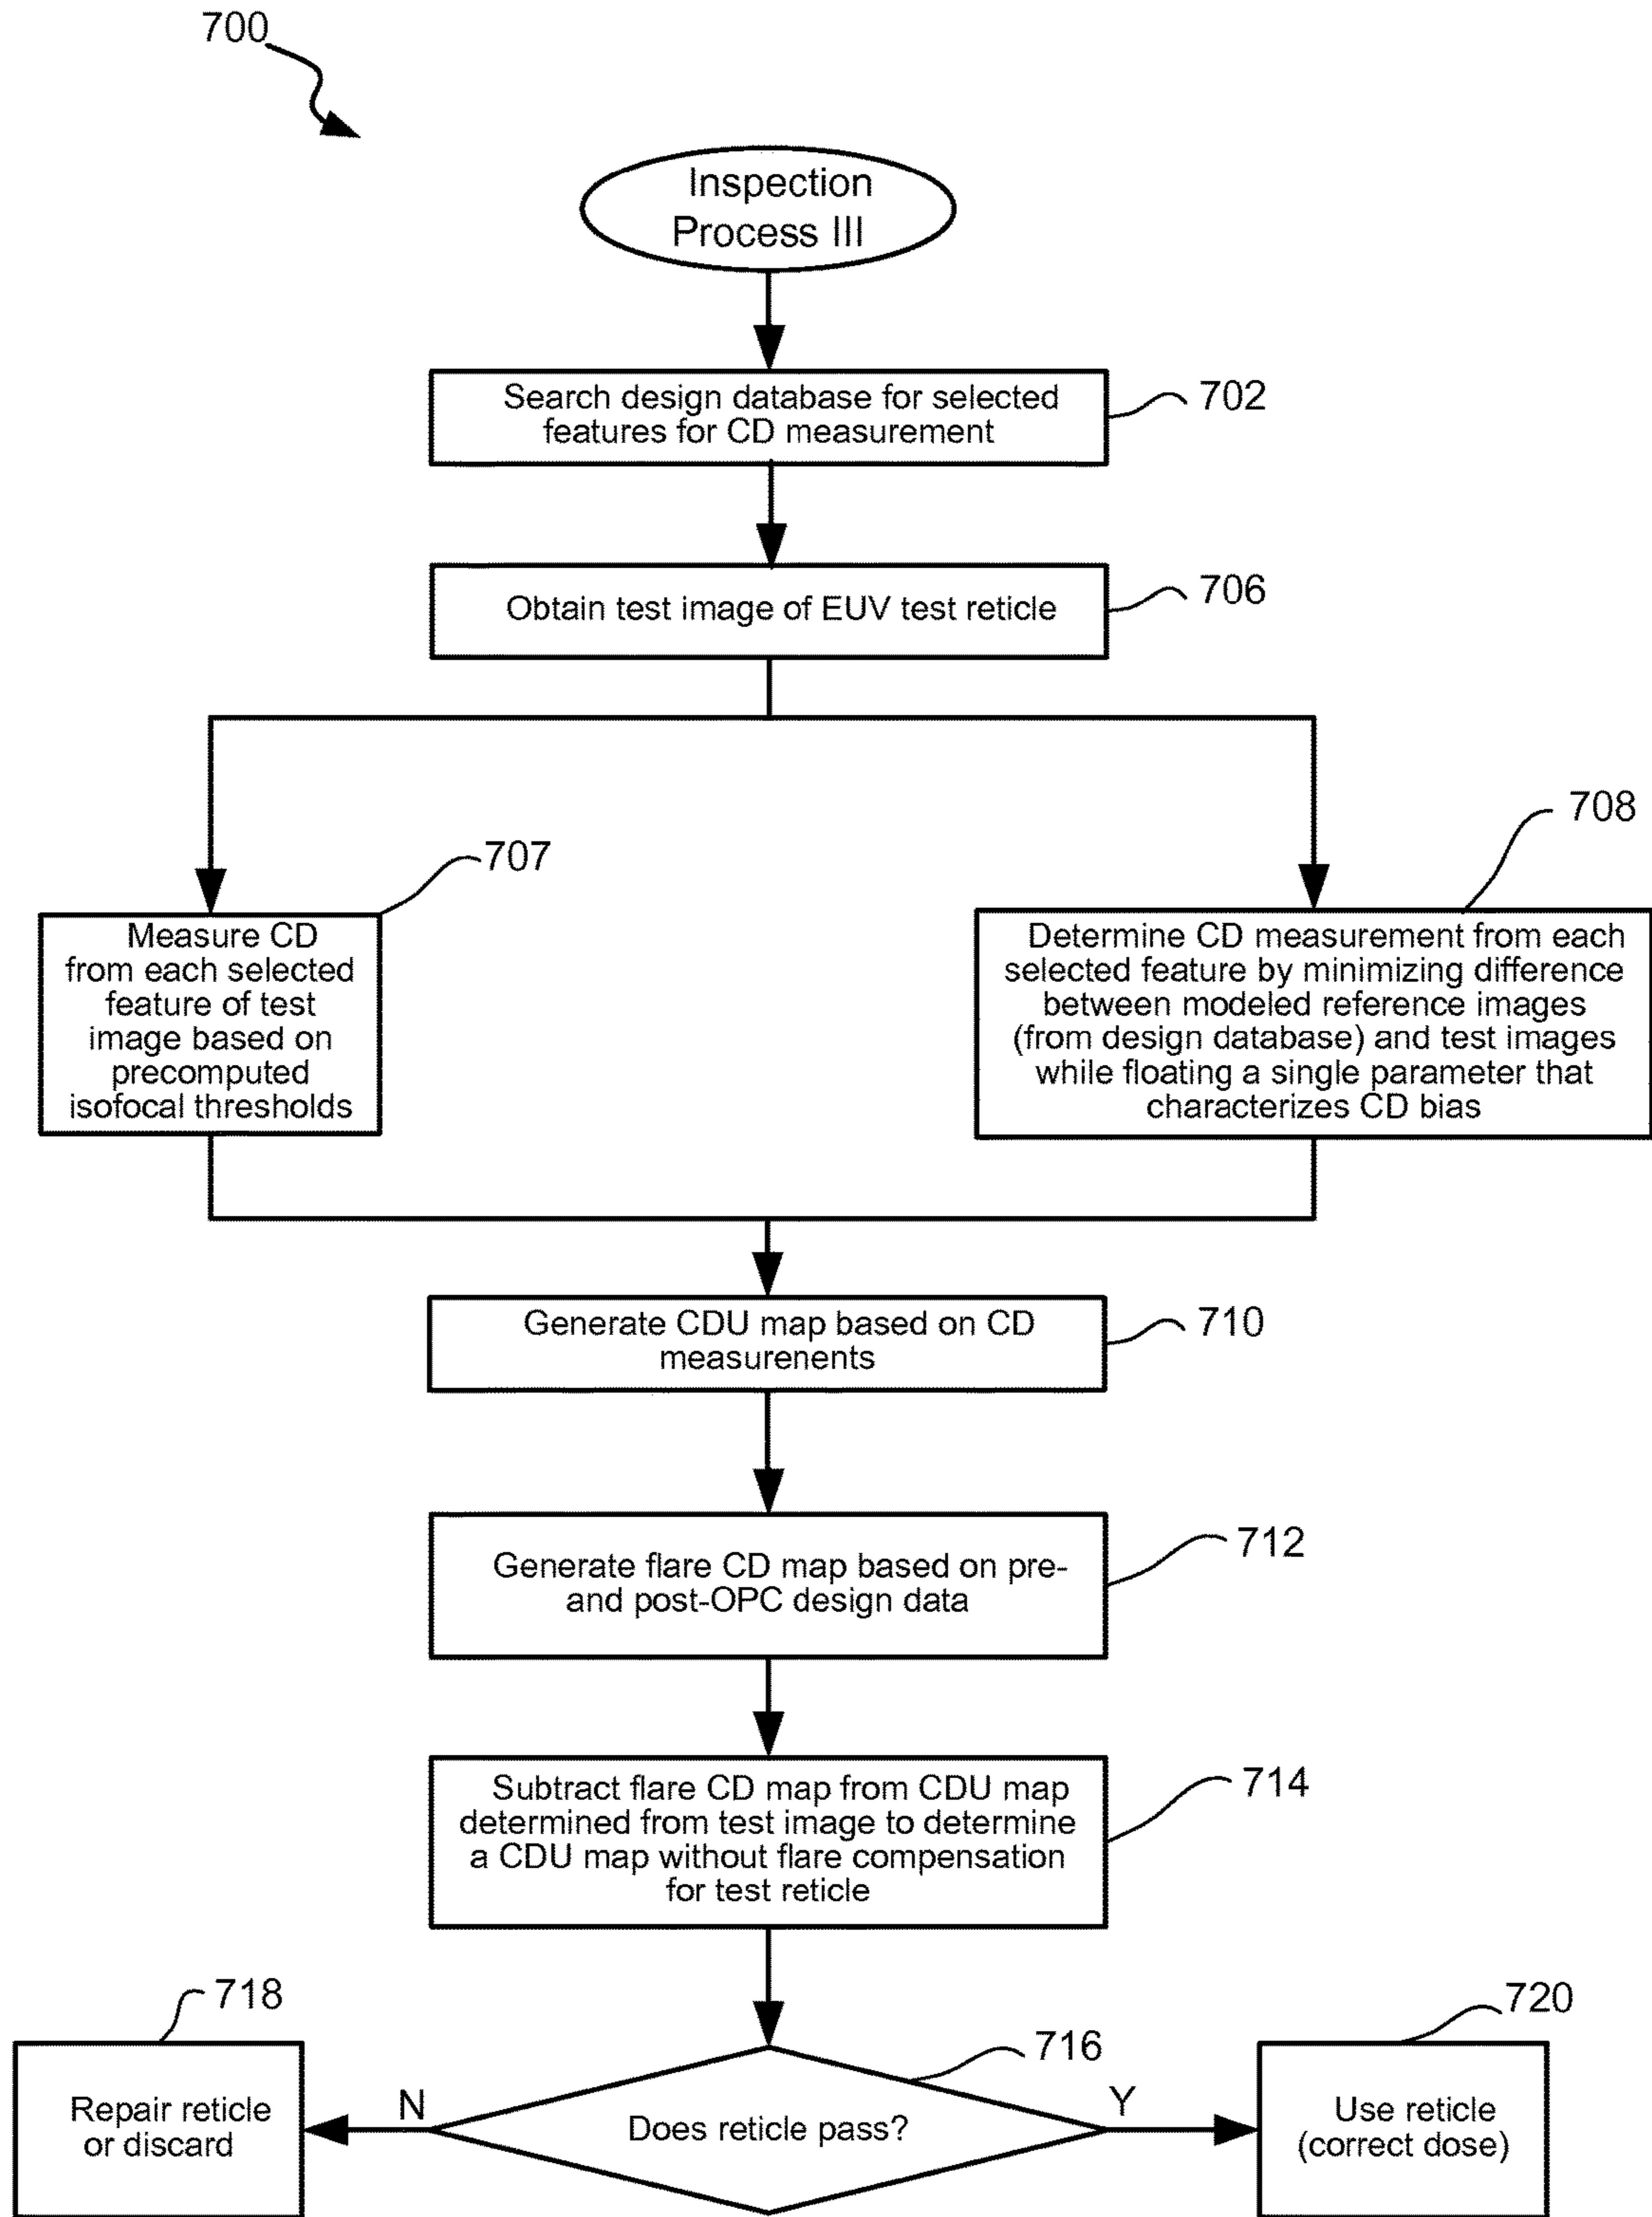 700
Inspection
Process III
Search design database for selected
features for CD measurement
702
Obtain test image of EUV test reticle
706
707
Measure CD
from each selected
feature of test
image based on
precomputed
isofocal thresholds
708
Determine CD measurement from each
selected feature by minimizing difference
between modeled reference images
(from design database) and test images
while floating a single parameter that
characterizes CD bias
Generate CDU map based on CD
measurenents
710
Generate flare CD map based on pre-
and post-OPC design data
712
Subtract flare CD map from CDU map
determined from test image to determine
a CDU map without flare compensation
for test reticle
714
718
Repair reticle
or discard
N
Does reticle pass?
716
Y
720
Use reticle
(correct dose)